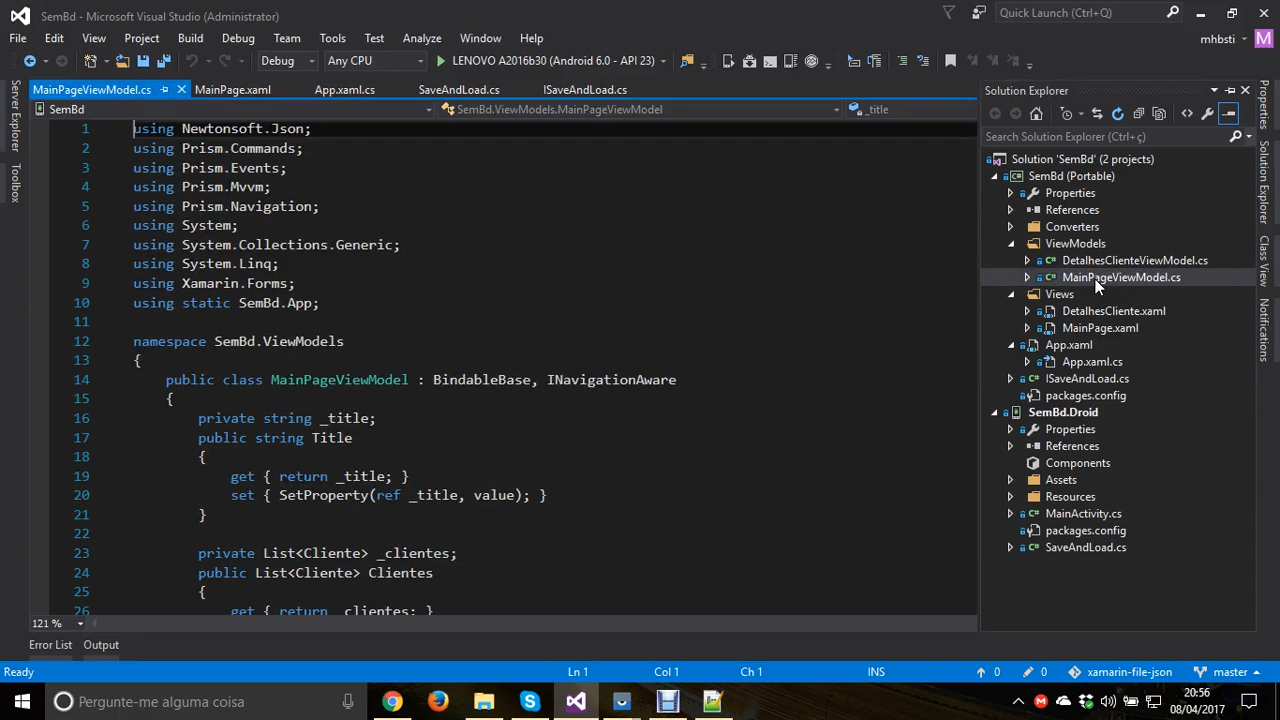 SemBd - Microsoft Visual Studio (Administrator)
Quick Launch (Ctrl+Q)
File Edit View Project Build Debug Team Tools Test Analyze Window Help
mhbsti M
Debug Any CPU LENOVO A2016b30 (Android 6.0 - API 23)
MainPageViewModel.cs MainPage.xaml App.xaml.cs SaveAndLoad.cs ISaveAndLoad.cs
SemBd SemBd.ViewModels.MainPageViewModel _title
Server Explorer
Toolbox
1 using Newtonsoft.Json;
2 using Prism.Commands;
3 using Prism.Events;
4 using Prism.Mvvm;
5 using Prism.Navigation;
6 using System;
7 using System.Collections.Generic;
8 using System.Linq;
9 using Xamarin.Forms;
10 using static SemBd.App;
11
12 namespace SemBd.ViewModels
13 {
14 public class MainPageViewModel : BindableBase, INavigationAware
15 {
16 private string _title;
17 public string Title
18 {
19 get { return _title; }
20 set { SetProperty(ref _title, value); }
21 }
22
23 private List<Cliente> _clientes;
24 public List<Cliente> Clientes
25 {
26 get { return _clientes; }
121 %
Solution Explorer
Search Solution Explorer (Ctrl+ç)
Solution 'SemBd' (2 projects)
SemBd (Portable)
Properties
References
Converters
ViewModels
DetalhesClienteViewModel.cs
MainPageViewModel.cs
Views
DetalhesCliente.xaml
MainPage.xaml
App.xaml
App.xaml.cs
ISaveAndLoad.cs
packages.config
SemBd.Droid
Properties
References
Components
Assets
Resources
MainActivity.cs
packages.config
SaveAndLoad.cs
Properties
Solution Explorer
Class View
Notifications
Error List Output
Ready Ln 1 Col 1 Ch 1 INS 0 0 xamarin-file-json master
Pergunte-me alguma coisa
20:56
08/04/2017